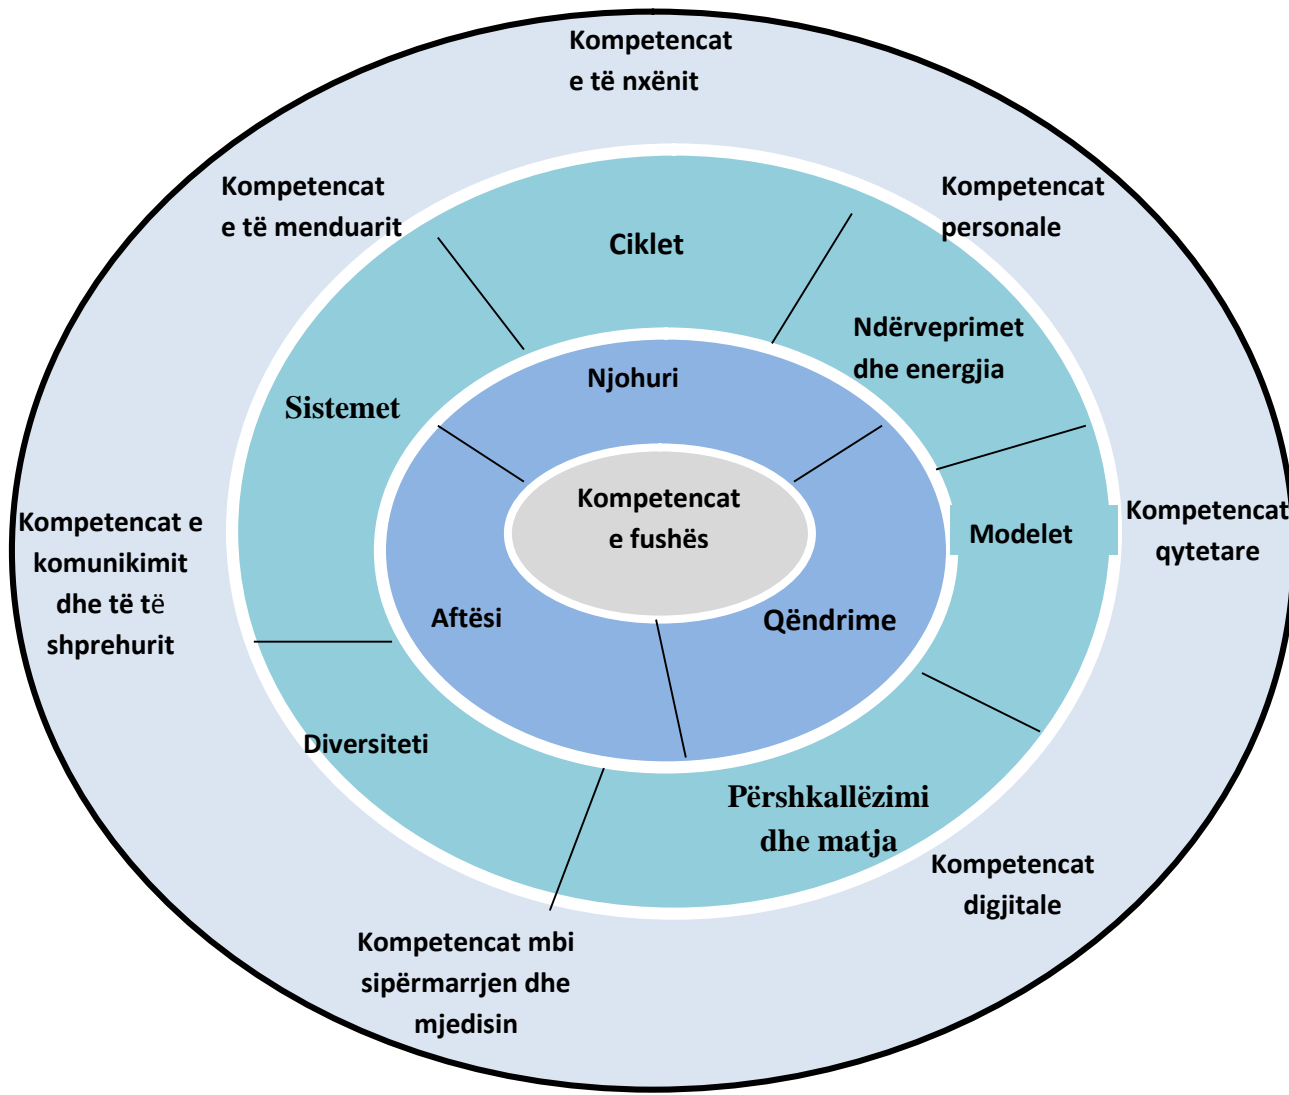 Kompetencat
e të nxënit
Kompetencat
e të menduarit
Kompetencat
personale
Ciklet
Ndërveprimet
dhe energjia
Njohuri
Sistemet
Kompetencat
e fushës
Modelet
Kompetencat
qytetare
Kompetencat e
komunikimit
dhe të të
shprehurit
Aftësi
Qëndrime
Diversiteti
Përshkallëzimi
dhe matja
Kompetencat
digjitale
Kompetencat mbi
sipërmarrjen dhe
mjedisin